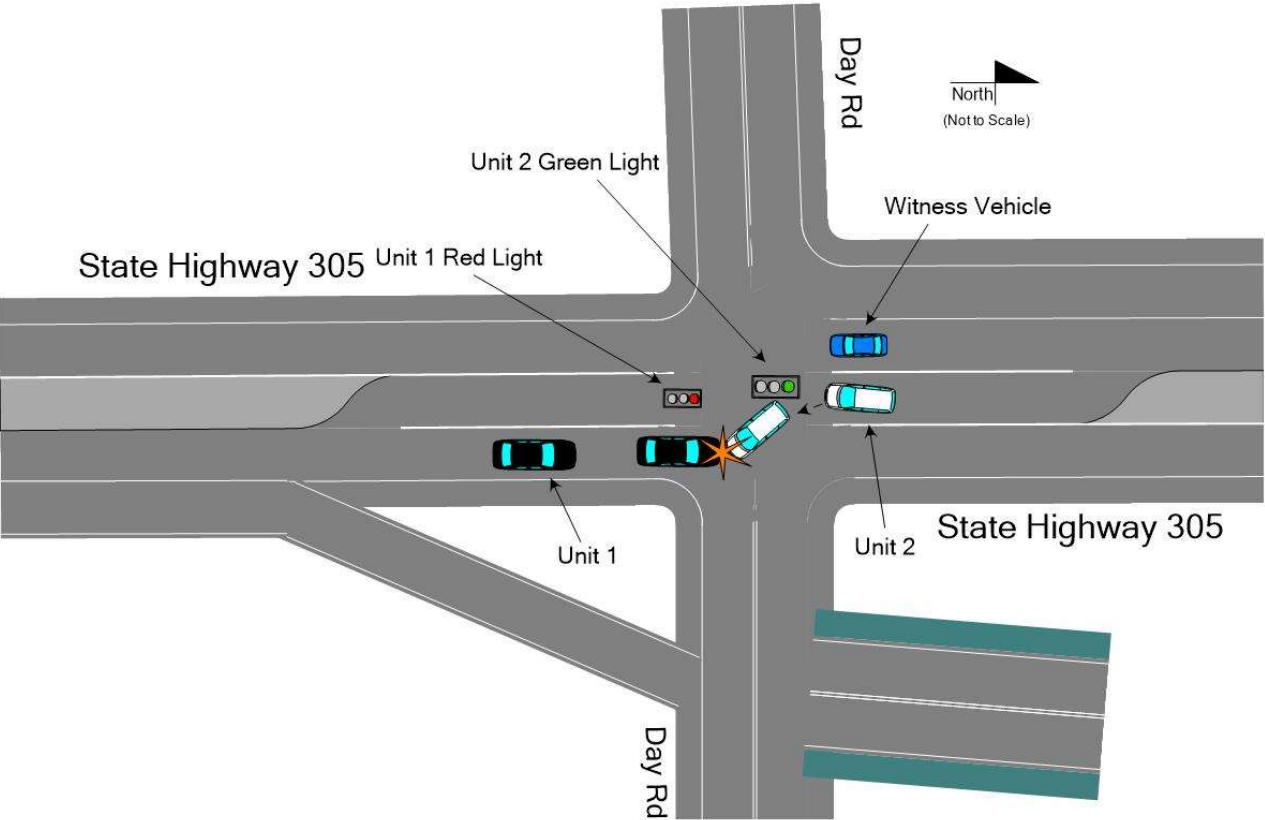 Day Rd
North
(Not to Scale)
Unit 2 Green Light
Witness Vehicle
State Highway 305
Unit 1 Red Light
State Highway 305
Unit 1
Unit 2
Day Rd